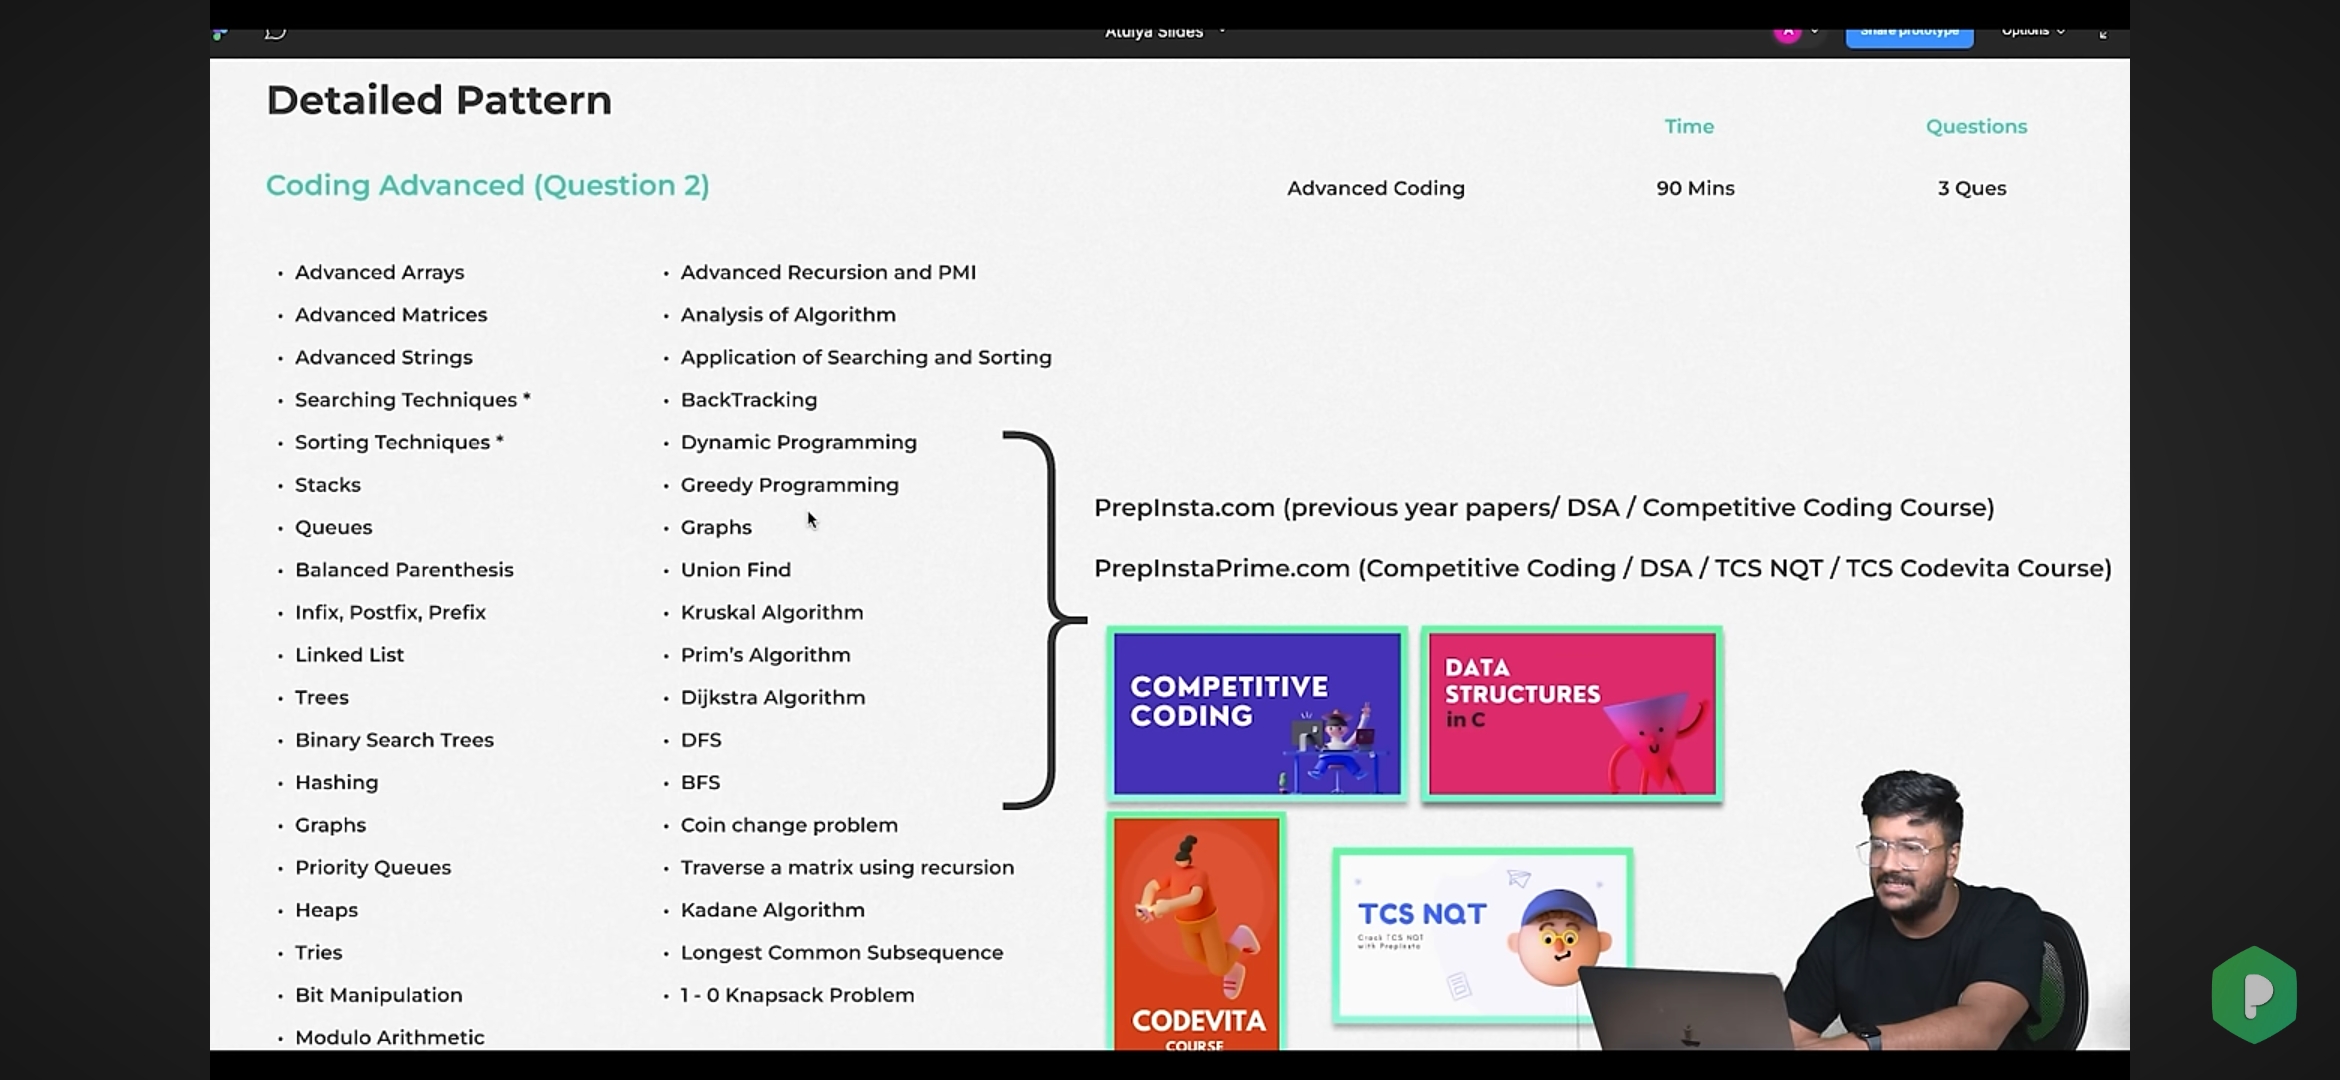 Atulya Slides
A
Share prototype
Options
Detailed Pattern
Time
Questions
Coding Advanced (Question 2)
Advanced Coding
90 Mins
3 Ques
• Advanced Arrays
• Advanced Matrices
• Advanced Strings
• Searching Techniques *
• Sorting Techniques *
• Stacks
• Queues
• Balanced Parenthesis
• Infix, Postfix, Prefix
• Linked List
• Trees
• Binary Search Trees
• Hashing
• Graphs
• Priority Queues
• Heaps
• Tries
• Bit Manipulation
• Modulo Arithmetic
• Advanced Recursion and PMI
• Analysis of Algorithm
• Application of Searching and Sorting
• BackTracking
• Dynamic Programming
• Greedy Programming
• Graphs
• Union Find
• Kruskal Algorithm
• Prim's Algorithm
• Dijkstra Algorithm
• DFS
• BFS
• Coin change problem
• Traverse a matrix using recursion
• Kadane Algorithm
• Longest Common Subsequence
• 1 - 0 Knapsack Problem
PrepInsta.com (previous year papers/ DSA / Competitive Coding Course)
PrepInstaPrime.com (Competitive Coding / DSA / TCS NQT / TCS Codevita Course)
COMPETITIVE
CODING
DATA
STRUCTURES
in C
CODEVITA
COURSE
TCS NQT
Crack TCS NQT
with PrepInsta